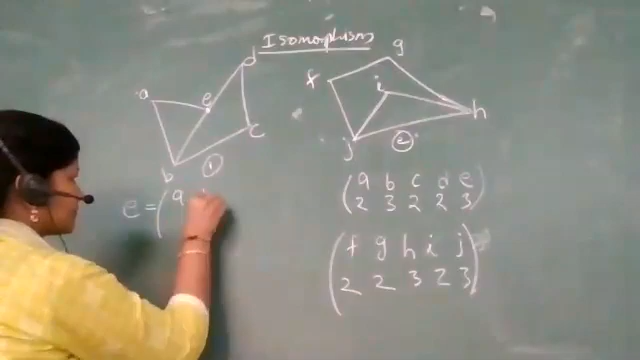 Isomorphism
d
g
a
e
f
i
c
h
b
①
j
②
a b c d e
2 3 2 2 3
e = ( a
f g h i j
2 2 3 2 3